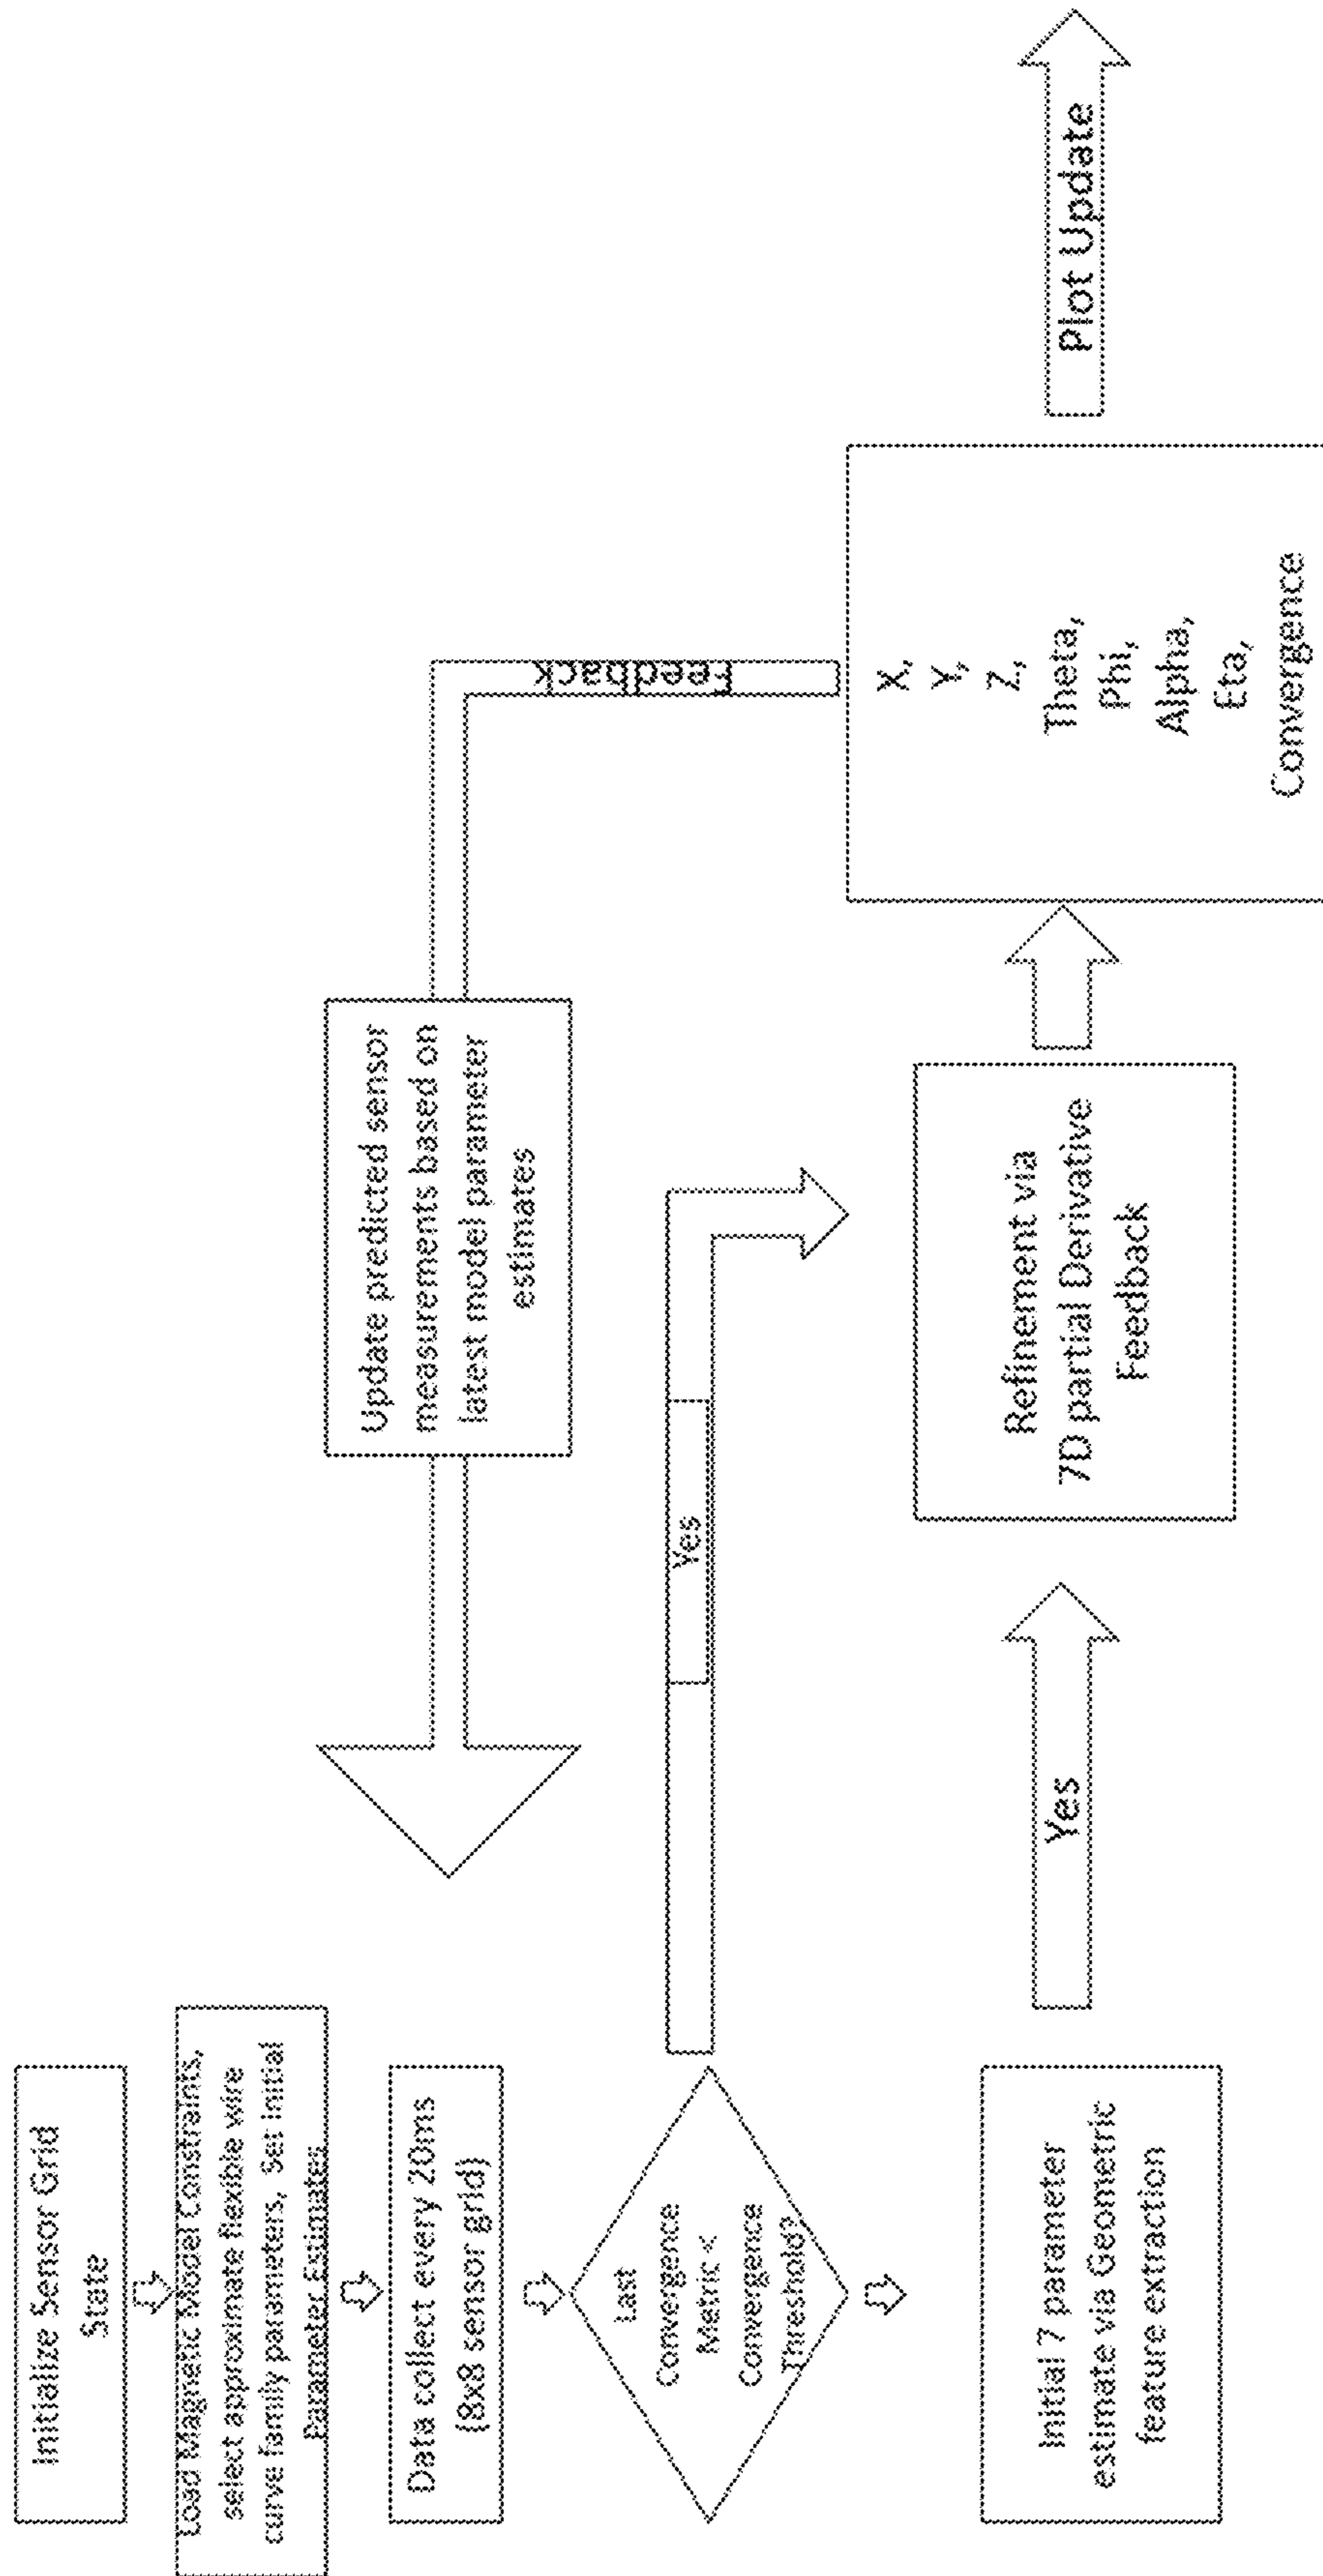 Initialize Sensor Grid
State
Load Magnetic Model Constraints,
select approximate flexible wire
curve family parameters, Set Initial
Parameter Estimates
Data collect every 20ms
(8x8 sensor grid)
Last
Convergence
Metric <
Convergence
Threshold?
Initial 7 parameter
estimate via Geometric
feature extraction
Yes
Yes
Refinement via
7D partial Derivative
Feedback
Update predicted sensor
measurements based on
latest model parameter
estimates
Feedback
X,
Y,
Z,
Theta,
Phi,
Alpha,
Eta,
Convergence
Plot Update